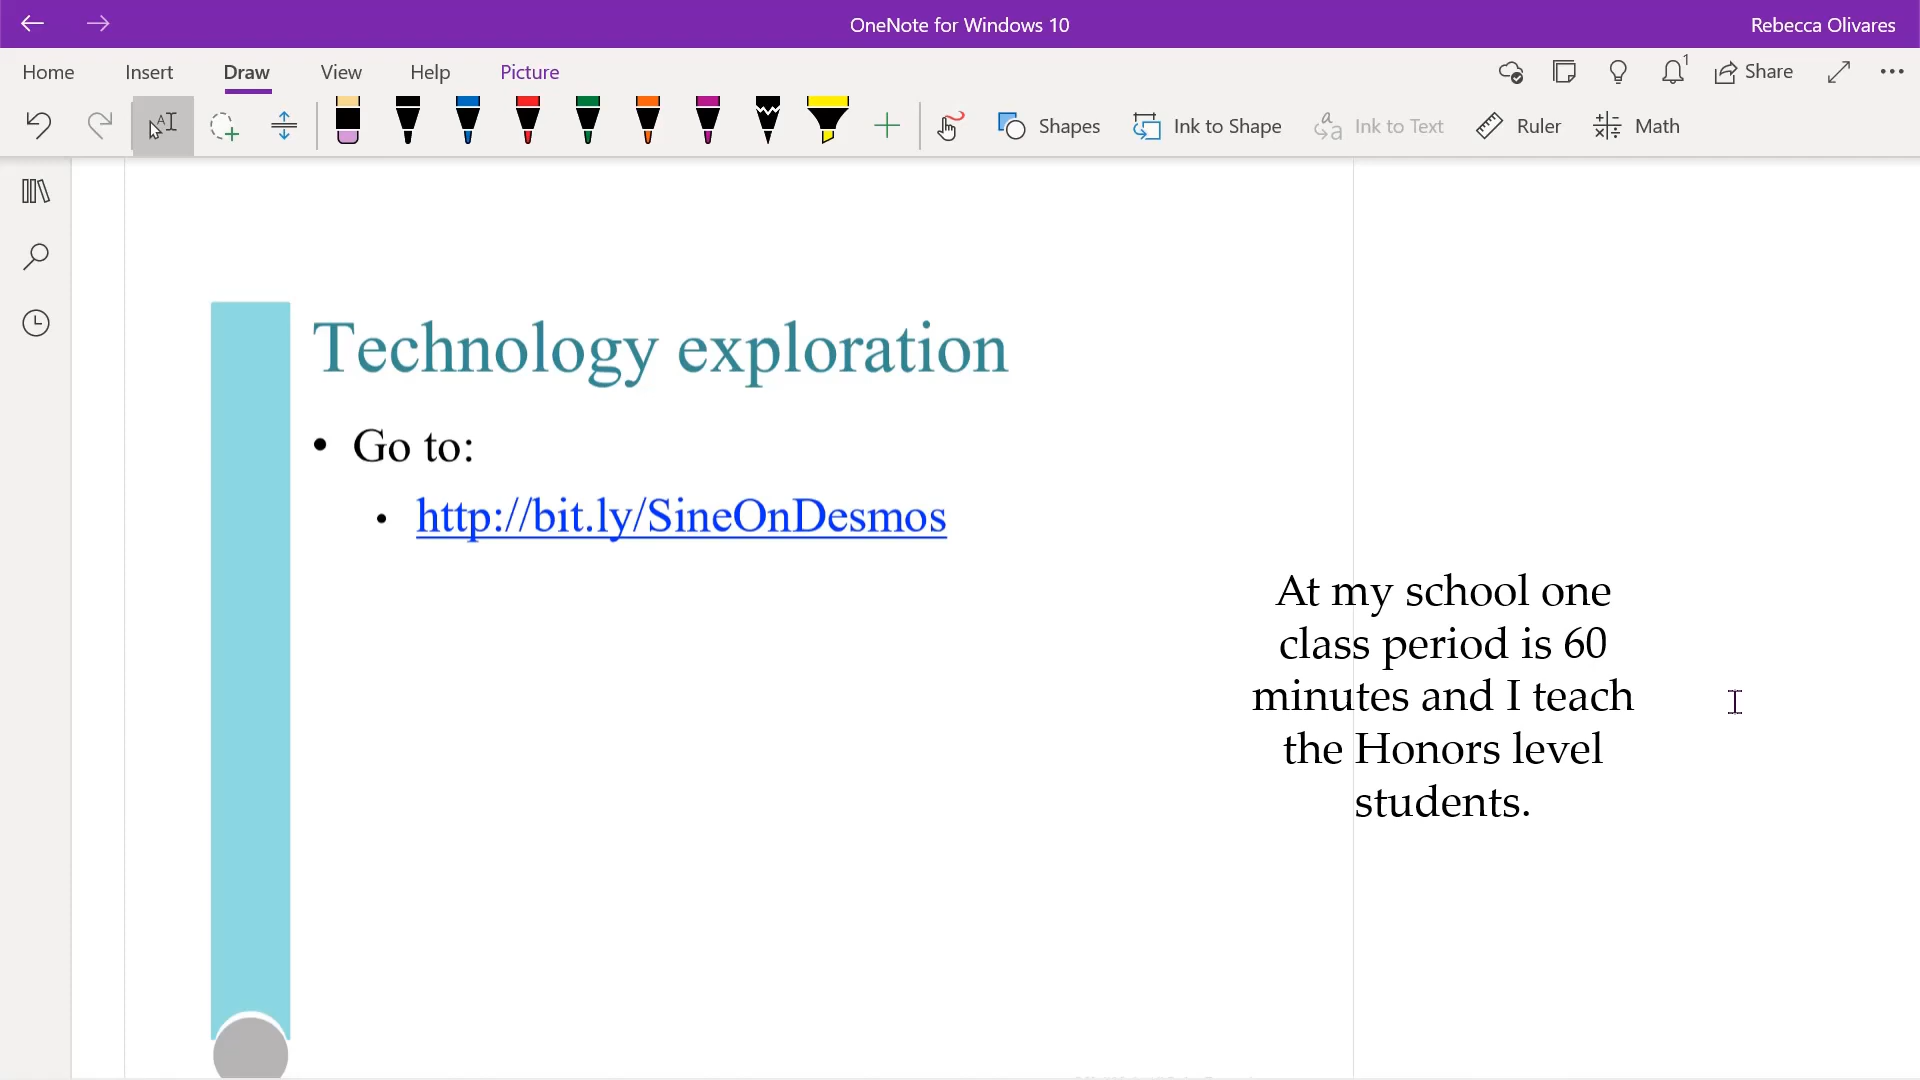 OneNote for Windows 10
Rebecca Olivares
Home Insert Draw View Help Picture
1
Share
Shapes Ink to Shape Ink to Text Ruler Math
Technology exploration
• Go to:
• http://bit.ly/SineOnDesmos
At my school one
class period is 60
minutes and I teach
the Honors level
students.